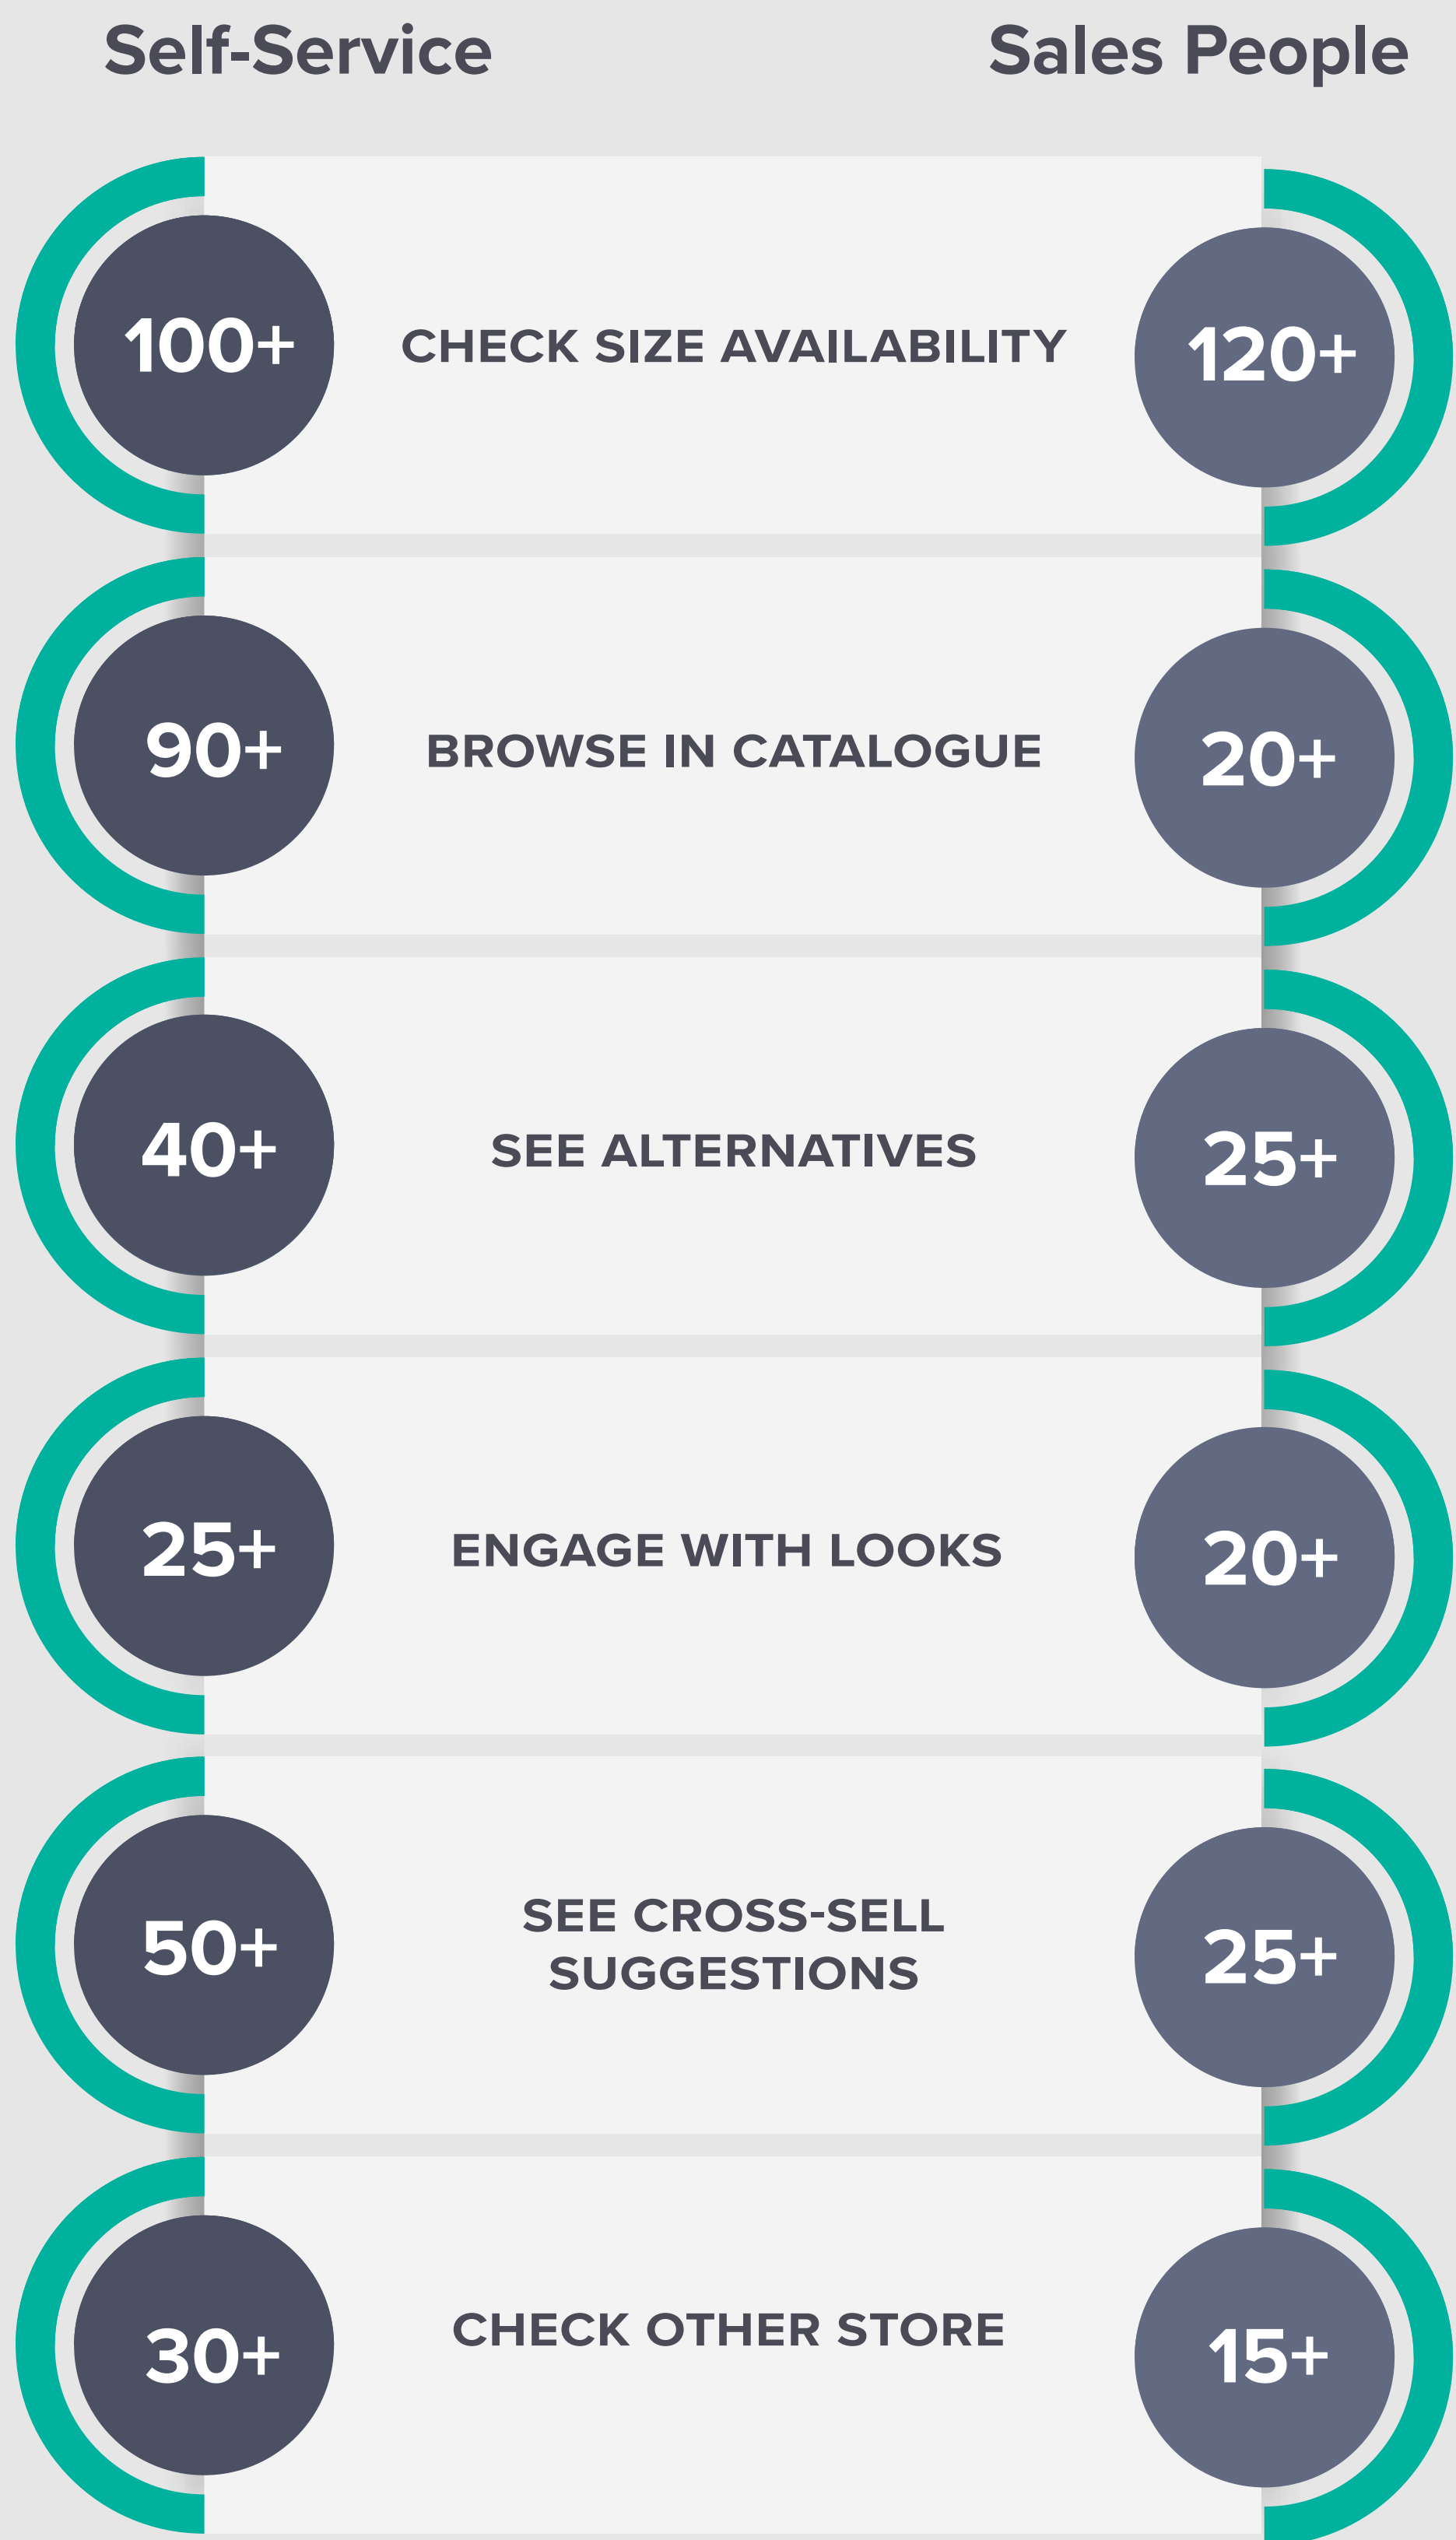 Self-Service Sales People
100+ CHECK SIZE AVAILABILITY 120+
90+ BROWSE IN CATALOGUE 20+
40+ SEE ALTERNATIVES 25+
25+ ENGAGE WITH LOOKS 20+
50+ SEE CROSS-SELL
SUGGESTIONS 25+
30+ CHECK OTHER STORE 15+